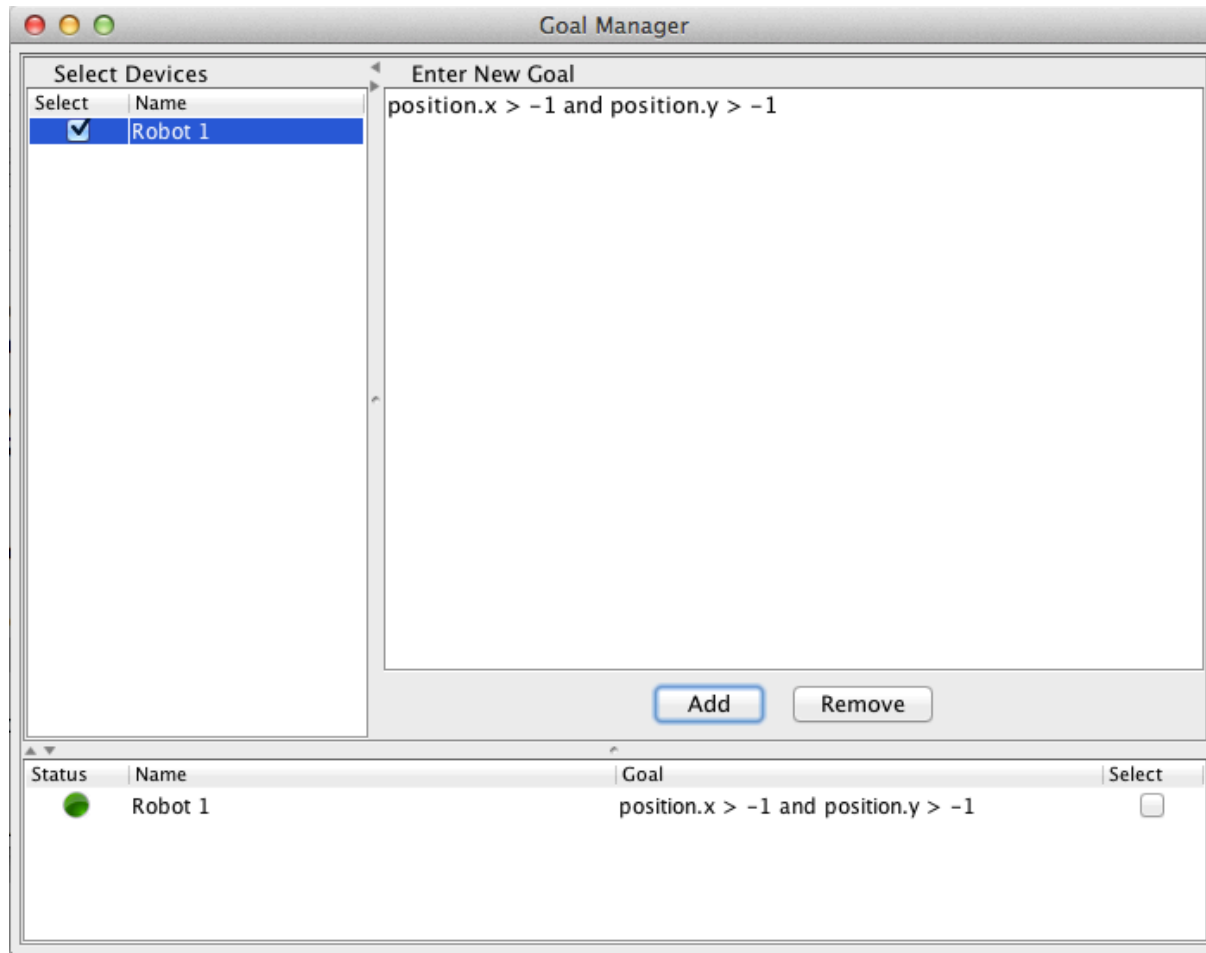 Goal Manager
Select Devices
Select Name
Robot 1
Enter New Goal
position.x > -1 and position.y > -1
Add Remove
Status Name Goal Select
Robot 1 position.x > -1 and position.y > -1